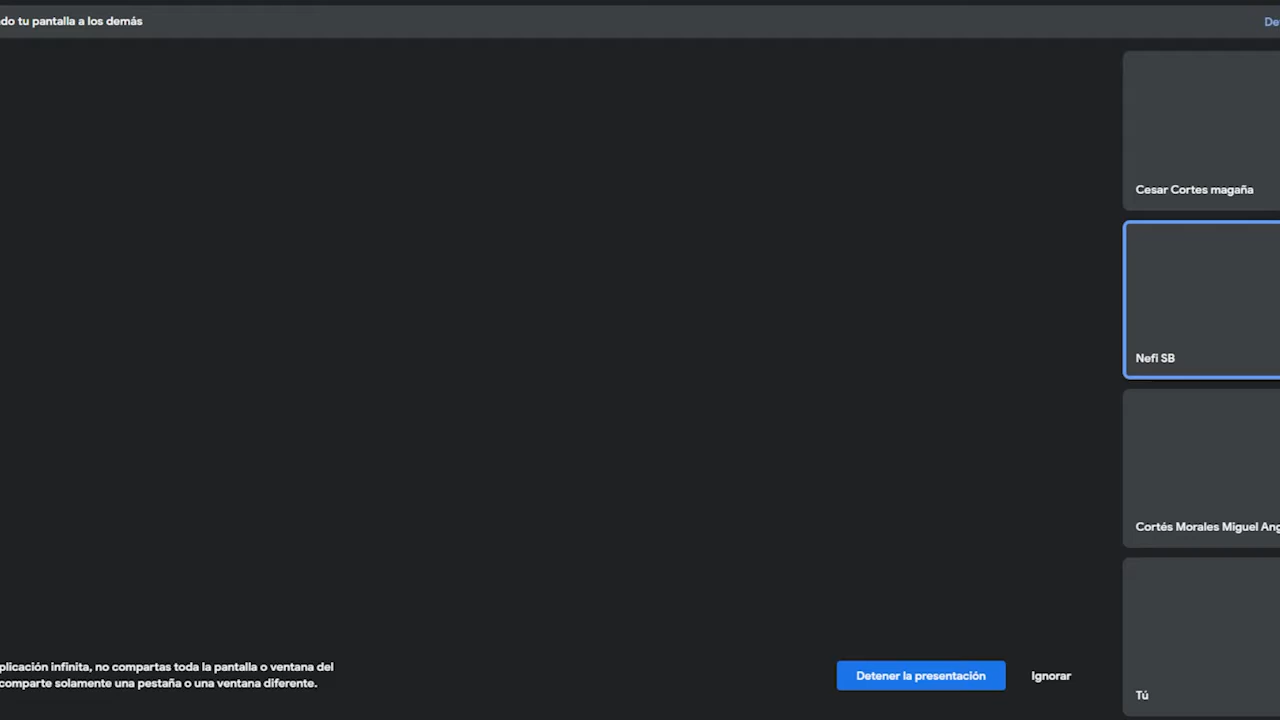 do tu pantalla a los demás
De
Cesar Cortes magaña
Nefi SB
Cortés Morales Miguel Ang
Tú
plicación infinita, no compartas toda la pantalla o ventana del
comparte solamente una pestaña o una ventana diferente.
Detener la presentación
Ignorar